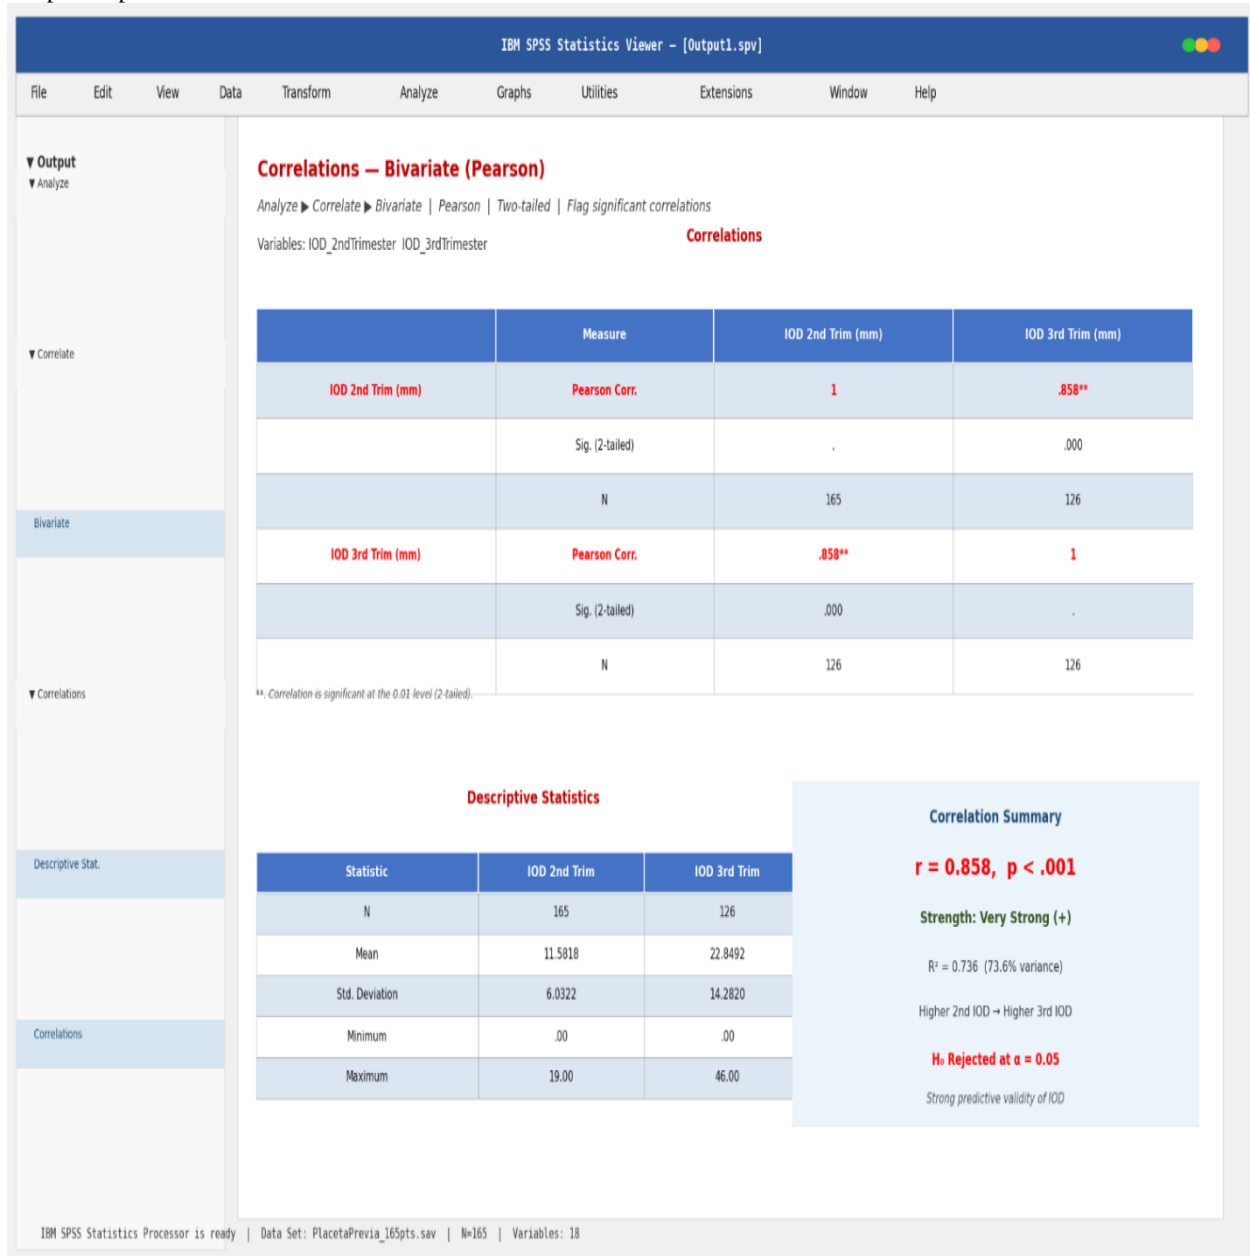 IBM SPSS Statistics Viewer — [Output1.spv]
File Edit View Data Transform Analyze Graphs Utilities Extensions Window Help
▼ Output
▼ Analyze
▼ Correlate
Bivariate
▼ Correlations
Descriptive Stat.
Correlations
Correlations — Bivariate (Pearson)
Analyze ▶ Correlate ▶ Bivariate | Pearson | Two-tailed | Flag significant correlations
Variables: IOD_2ndTrimester IOD_3rdTrimester
Correlations
Measure IOD 2nd Trim (mm) IOD 3rd Trim (mm)
IOD 2nd Trim (mm) Pearson Corr. 1 .858**
Sig. (2-tailed) . .000
N 165 126
IOD 3rd Trim (mm) Pearson Corr. .858** 1
Sig. (2-tailed) .000 .
N 126 126
**. Correlation is significant at the 0.01 level (2-tailed).
Descriptive Statistics
Statistic IOD 2nd Trim IOD 3rd Trim
N 165 126
Mean 11.5818 22.8492
Std. Deviation 6.0322 14.2820
Minimum .00 .00
Maximum 19.00 46.00
Correlation Summary
r = 0.858, p < .001
Strength: Very Strong (+)
R² = 0.736 (73.6% variance)
Higher 2nd IOD → Higher 3rd IOD
H₀ Rejected at α = 0.05
Strong predictive validity of IOD
IBM SPSS Statistics Processor is ready | Data Set: PlacetaPrevia_165pts.sav | N=165 | Variables: 18